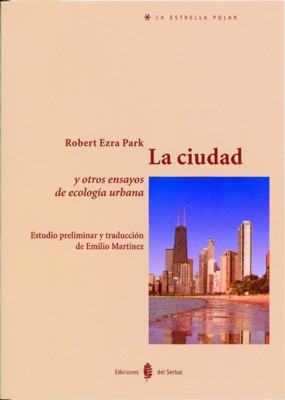 * LA ESTRELLA POLAR
Robert Ezra Park
La ciudad
y otros ensayos
de ecología urbana
Estudio preliminar y traducción
de Emilio Martínez
Ediciones del Serbal